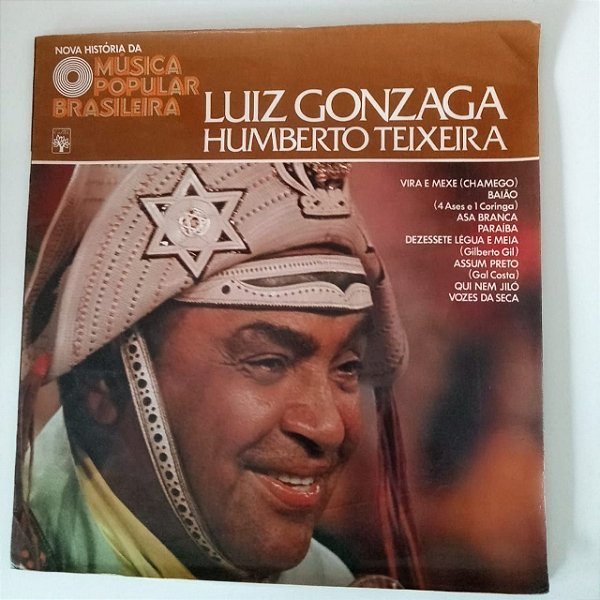 NOVA HISTÓRIA DA
MÚSICA
POPULAR
BRASILEIRA
LUIZ GONZAGA
HUMBERTO TEIXEIRA
VIRA E MEXE (CHAMEGO)
BAIÃO
(4 Ases e 1 Coringa)
ASA BRANCA
PARAÍBA
DEZESSETE LÉGUA E MEIA
(Gilberto Gil)
ASSUM PRETO
(Gal Costa)
QUI NEM JILÓ
VOZES DA SECA